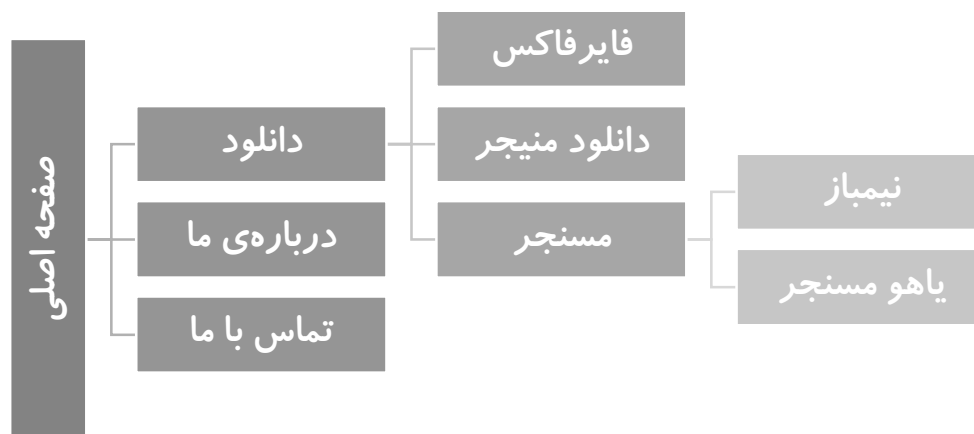 صفحه اصلی
دانلود
درباره‌ی ما
تماس با ما
فایرفاکس
دانلود منیجر
مسنجر
نیمباز
یاهو مسنجر